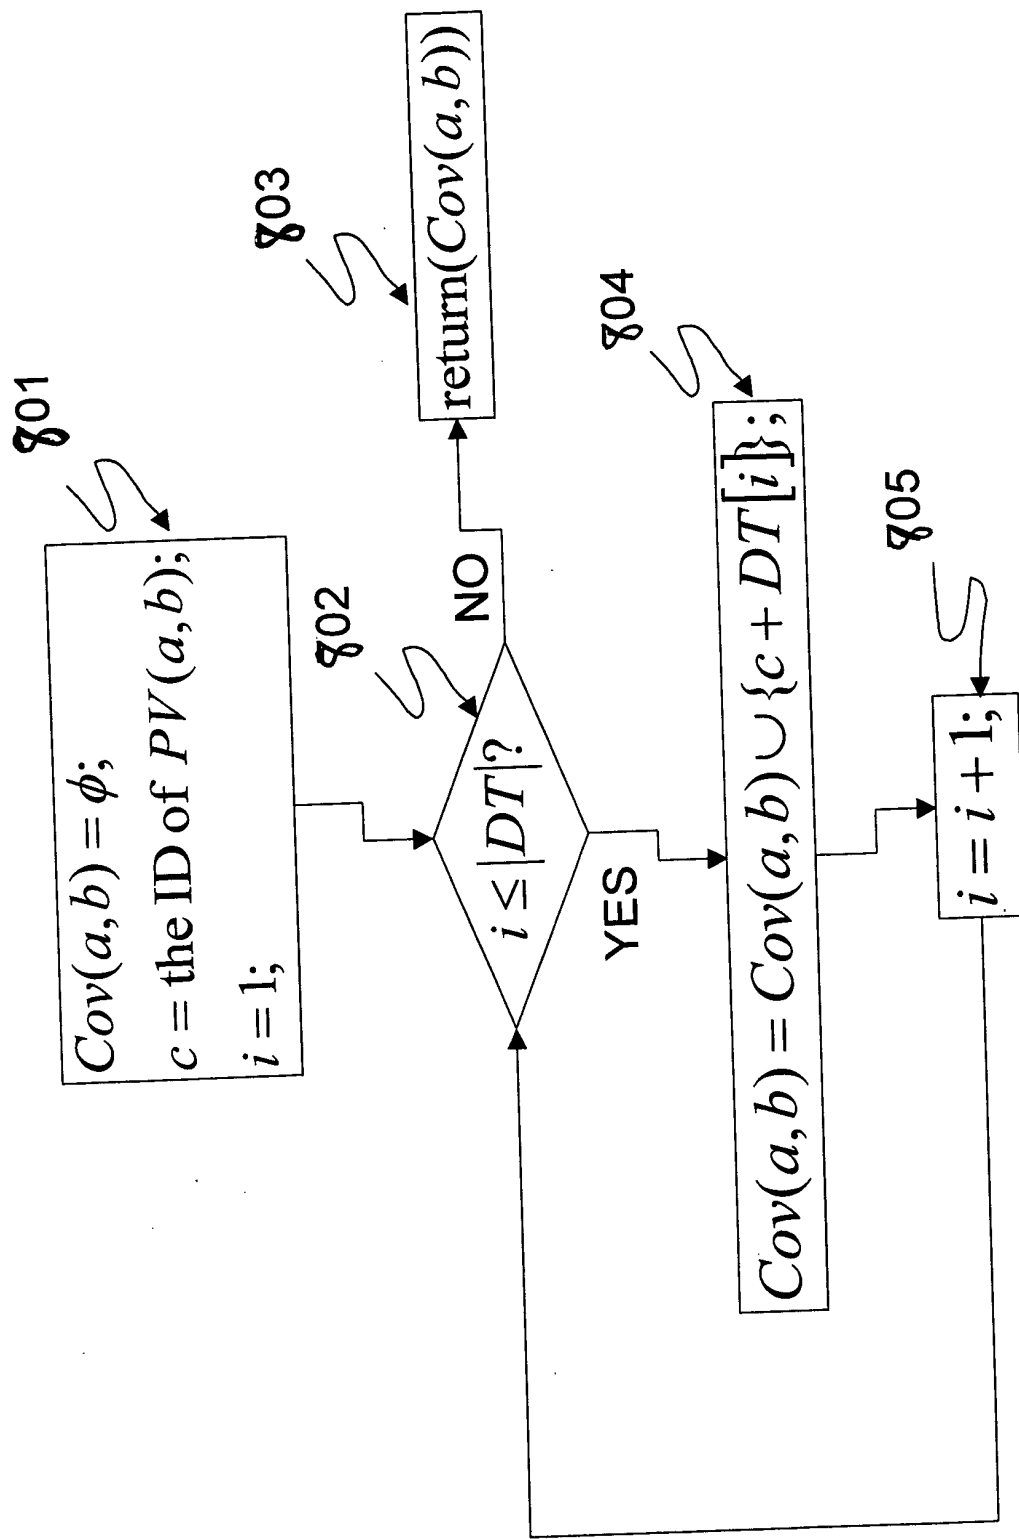 801
Cov(a,b) = ϕ;
c = the ID of PV(a,b);
i = 1;
802
i ≤ |DT|?
NO
803
return(Cov(a,b))
YES
804
Cov(a,b) = Cov(a,b) ∪ {c + DT[i]};
805
i = i + 1;